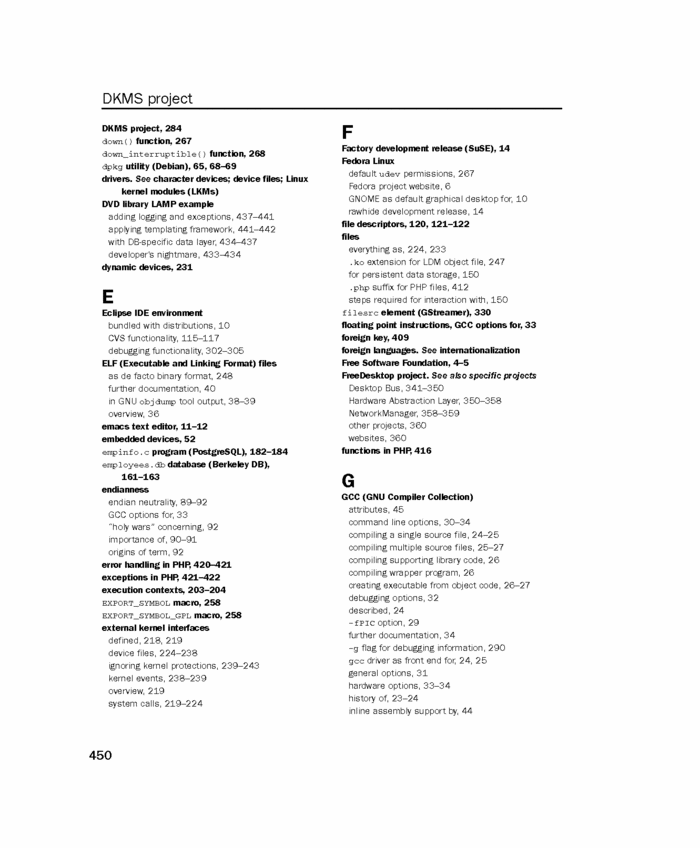 DKMS project
DKMS project, 284
down() function, 267
down_interruptible() function, 268
dpkg utility (Debian), 65, 68–69
drivers. See character devices; device files; Linux
kernel modules (LKMs)
DVD library LAMP example
adding logging and exceptions, 437–441
applying templating framework, 441–442
with DB-specific data layer, 434–437
developer's nightmare, 433–434
dynamic devices, 231
E
Eclipse IDE environment
bundled with distributions, 10
CVS functionality, 115–117
debugging functionality, 302–305
ELF (Executable and Linking Format) files
as de facto binary format, 248
further documentation, 40
in GNU objdump tool output, 38–39
overview, 36
emacs text editor, 11–12
embedded devices, 52
empinfo.c program (PostgreSQL), 182–184
employees.db database (Berkeley DB),
161–163
endianness
endian neutrality, 89–92
GCC options for, 33
"holy wars" concerning, 92
importance of, 90–91
origins of term, 92
error handling in PHP, 420–421
exceptions in PHP, 421–422
execution contexts, 203–204
EXPORT_SYMBOL macro, 258
EXPORT_SYMBOL_GPL macro, 258
external kernel interfaces
defined, 218, 219
device files, 224–238
ignoring kernel protections, 239–243
kernel events, 238–239
overview, 219
system calls, 219–224
F
Factory development release (SuSE), 14
Fedora Linux
default udev permissions, 267
Fedora project website, 6
GNOME as default graphical desktop for, 10
rawhide development release, 14
file descriptors, 120, 121–122
files
everything as, 224, 233
.ko extension for LDM object file, 247
for persistent data storage, 150
.php suffix for PHP files, 412
steps required for interaction with, 150
filesrc element (GStreamer), 330
floating point instructions, GCC options for, 33
foreign key, 409
foreign languages. See internationalization
Free Software Foundation, 4–5
FreeDesktop project. See also specific projects
Desktop Bus, 341–350
Hardware Abstraction Layer, 350–358
NetworkManager, 358–359
other projects, 360
websites, 360
functions in PHP, 416
G
GCC (GNU Compiler Collection)
attributes, 45
command line options, 30–34
compiling a single source file, 24–25
compiling multiple source files, 25–27
compiling supporting library code, 26
compiling wrapper program, 26
creating executable from object code, 26–27
debugging options, 32
described, 24
-fPIC option, 29
further documentation, 34
-g flag for debugging information, 290
gcc driver as front end for, 24, 25
general options, 31
hardware options, 33–34
history of, 23–24
inline assembly support by, 44
450